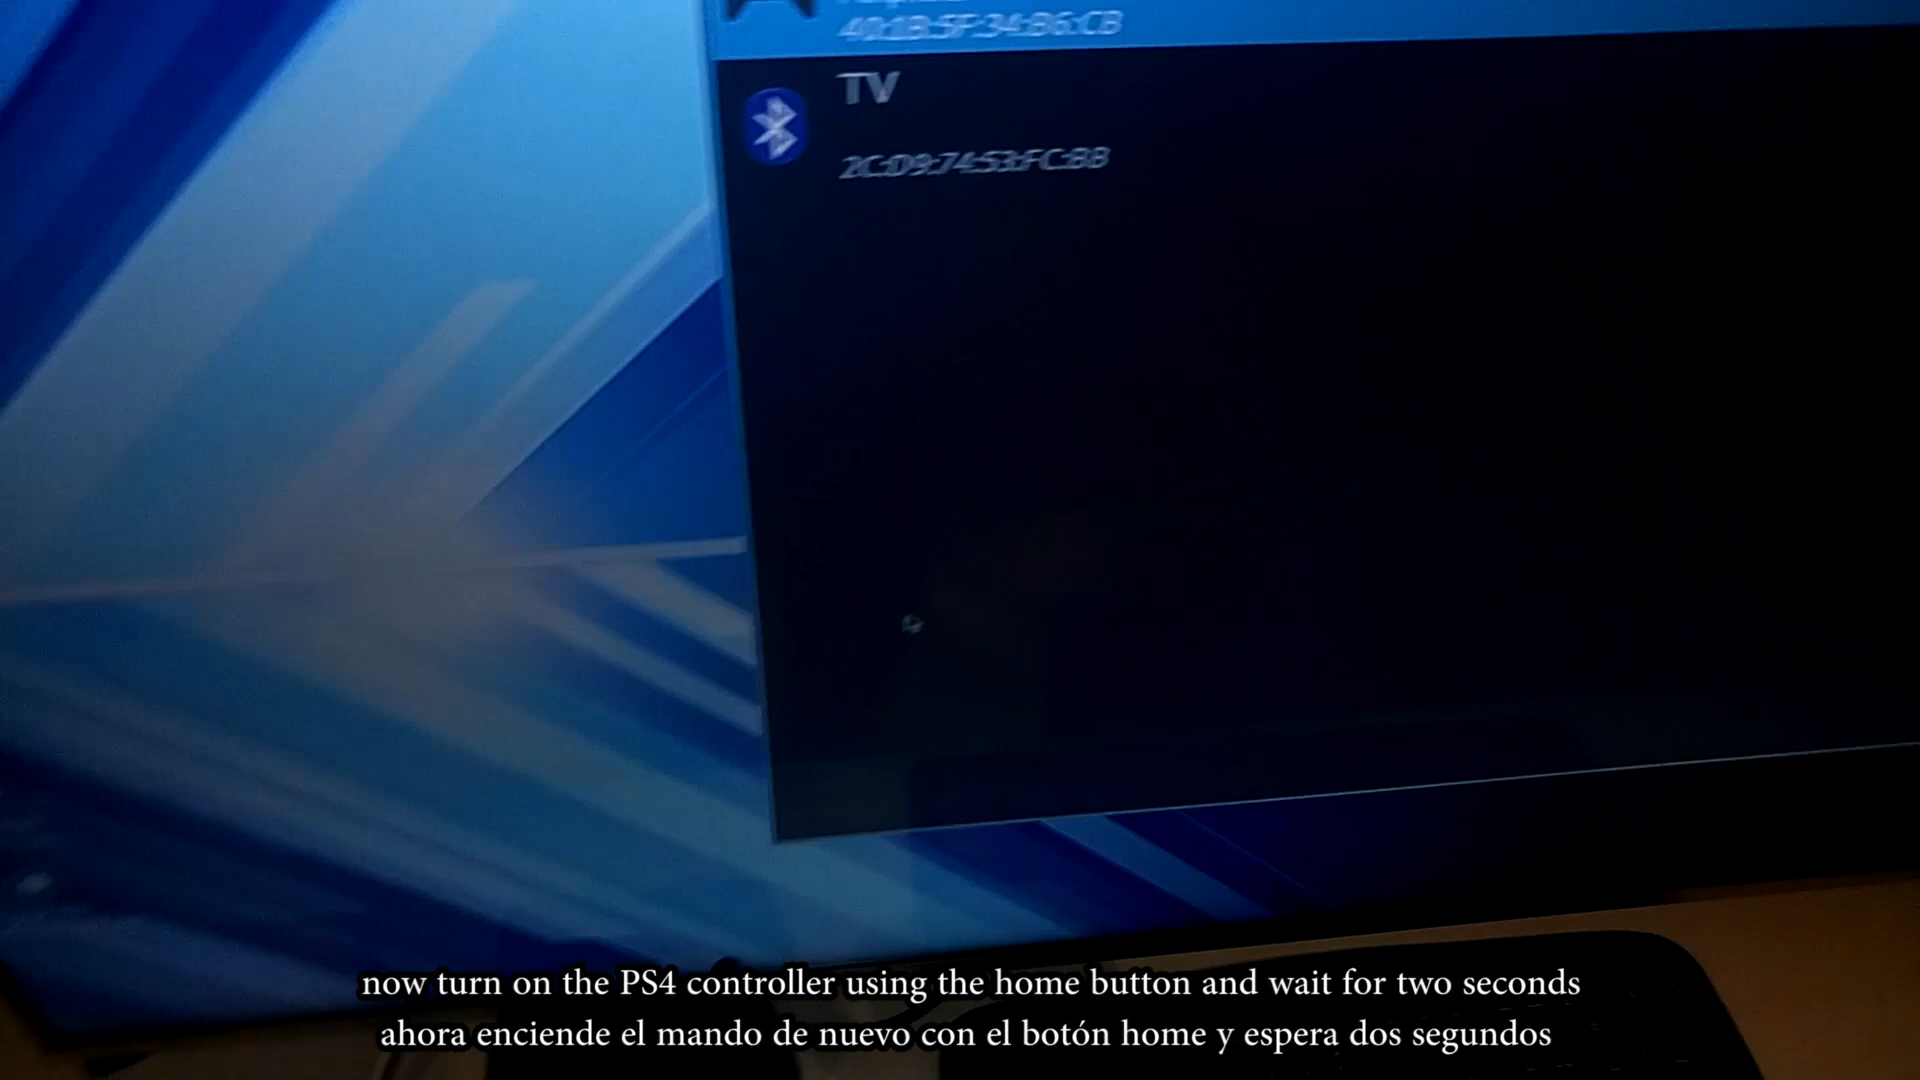 40:1B:5F:34:B6:CB
TV
2C:D9:74:53:FC:BB
now turn on the PS4 controller using the home button and wait for two seconds
ahora enciende el mando de nuevo con el botón home y espera dos segundos